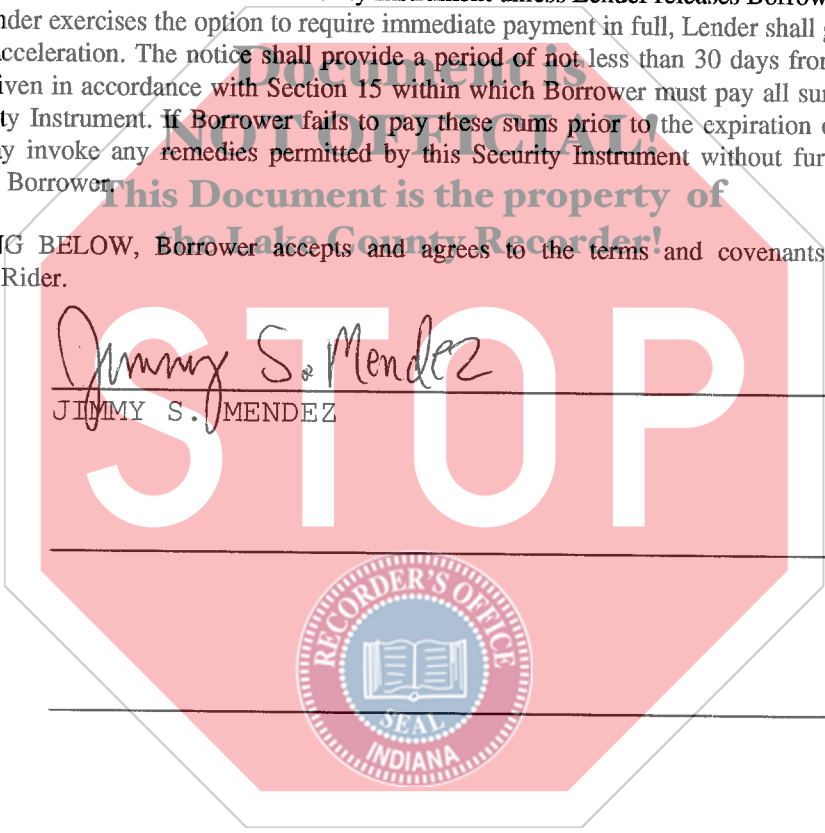 nder exercises the option to require immediate payment in full, Lender shall
acceleration. The notice shall provide a period of not less than 30 days from
iven in accordance with Section 15 within which Borrower must pay all sur
ty Instrument. If Borrower fails to pay these sums prior to the expiration
y invoke any remedies permitted by this Security Instrument without fur
Borrower.
Document is
NOT OFFICIAL!
This Document is the property of
the Lake County Recorder!
G BELOW, Borrower accepts and agrees to the terms and covenants
Rider.
Jimmy S. Mendez
JIMMY S. MENDEZ
STOP
RECORDER'S OFFICE
SEAL
INDIANA